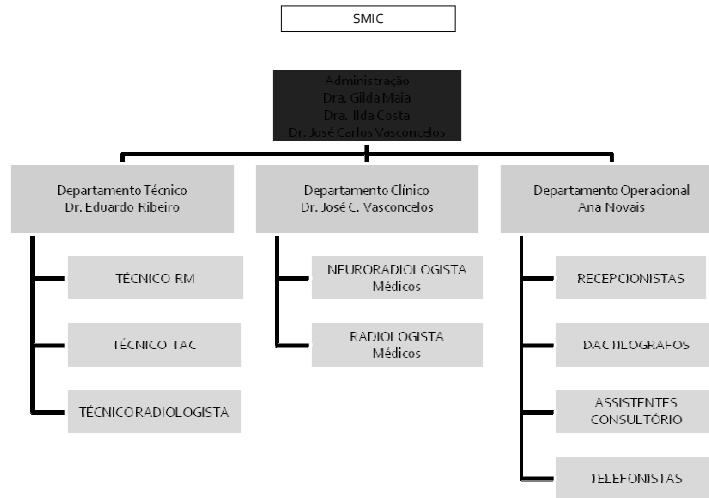 SMIC
Administração
Dra. Gilda Maia
Dra. Ilda Costa
Dr. José Carlos Vasconcelos
Departamento Técnico
Dr. Eduardo Ribeiro
Departamento Clínico
Dr. José C. Vasconcelos
Departamento Operacional
Ana Novais
TÉCNICO RM
TÉCNICO TAC
TÉCNICO RADIOLOGISTA
NEURORADIOLOGISTA
Médicos
RADIOLOGISTA
Médicos
RECEPCIONISTAS
DACTILOGRAFOS
ASSISTENTES
CONSULTÓRIO
TELEFONISTAS